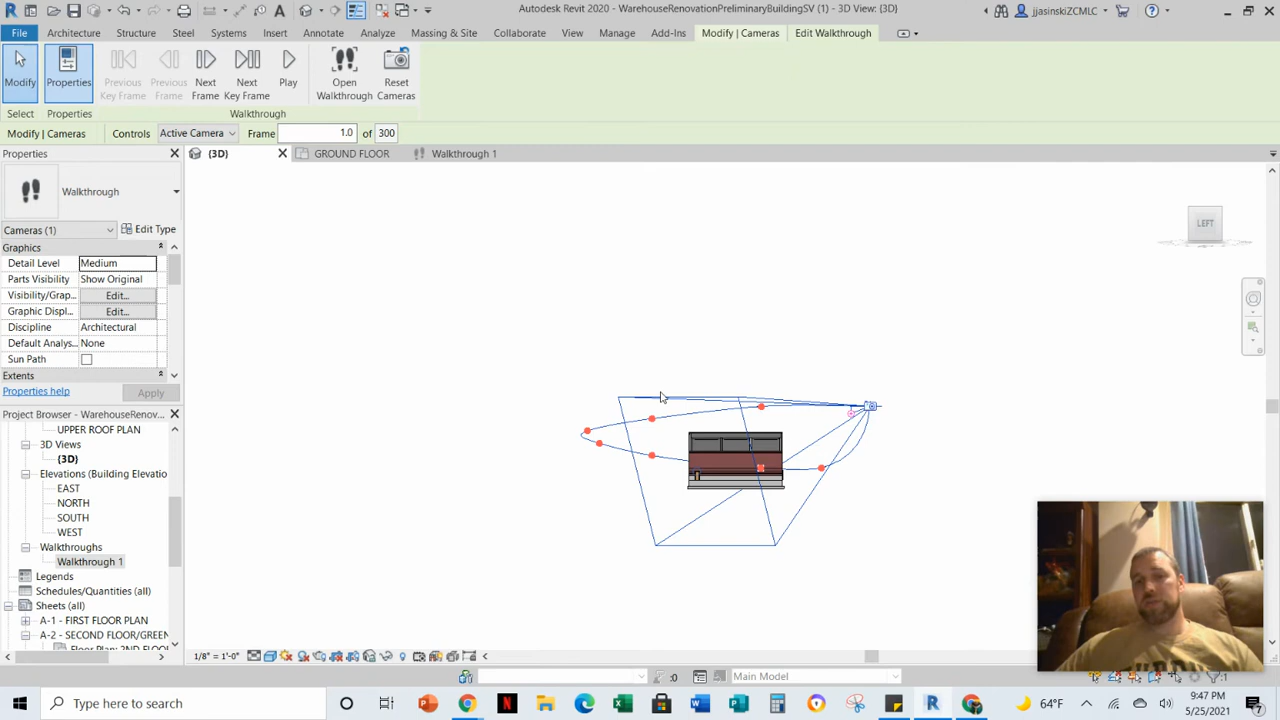 Autodesk Revit 2020 - WarehouseRenovationPreliminaryBuildingSV (1) - 3D View: {3D}
jjasinskiZCMLC
File Architecture Structure Steel Systems Insert Annotate Analyze Massing & Site Collaborate View Manage Add-Ins Modify | Cameras Edit Walkthrough
Modify Properties Previous Key Frame Previous Frame Next Frame Next Key Frame Play Open Walkthrough Reset Cameras
Select Properties Walkthrough
Modify | Cameras Controls Active Camera Frame 1.0 of 300
Properties {3D} GROUND FLOOR Walkthrough 1
Walkthrough
Cameras (1) Edit Type
Graphics
Detail Level Medium
Parts Visibility Show Original
Visibility/Grap... Edit...
Graphic Displ... Edit...
Discipline Architectural
Default Analys... None
Sun Path
Extents
Properties help Apply
Project Browser - WarehouseRenov...
UPPER ROOF PLAN
3D Views
{3D}
Elevations (Building Elevatio
EAST
NORTH
SOUTH
WEST
Walkthroughs
Walkthrough 1
Legends
Schedules/Quantities (all)
Sheets (all)
A-1 - FIRST FLOOR PLAN
A-2 - SECOND FLOOR/GREEN
Floor Plan: 2ND FLOO
LEFT
1/8" = 1'-0"
:0 Main Model :1
Type here to search
64°F
9:47 PM
5/25/2021
7